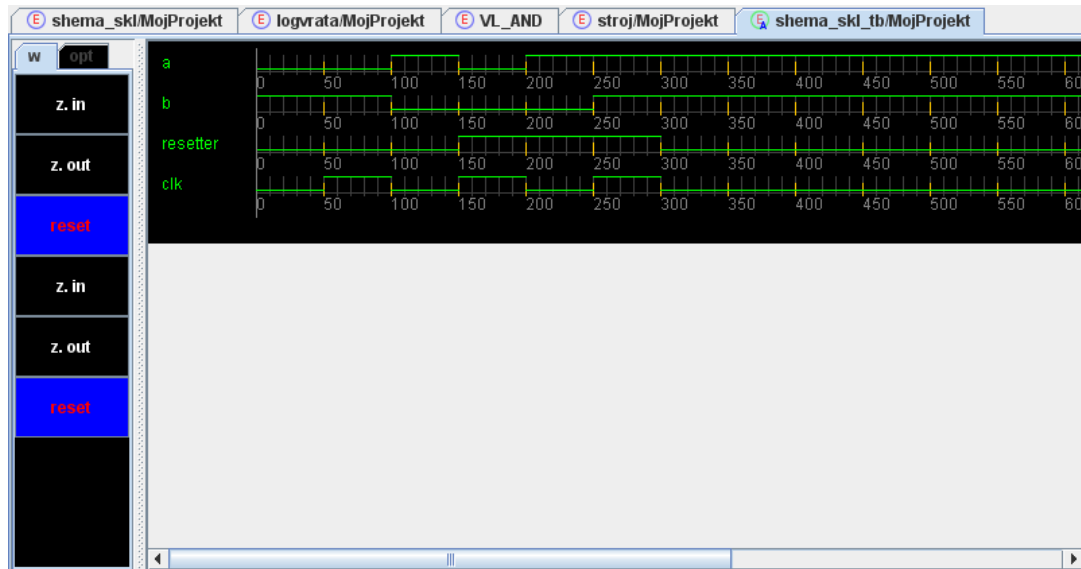 shema_skl/MojProjekt logvrata/MojProjekt VL_AND stroj/MojProjekt shema_skl_tb/MojProjekt
w opt
z. in
z. out
reset
z. in
z. out
reset
a
0 50 100 150 200 250 300 350 400 450 500 550 60
b
0 50 100 150 200 250 300 350 400 450 500 550 60
resetter
0 50 100 150 200 250 300 350 400 450 500 550 60
clk
0 50 100 150 200 250 300 350 400 450 500 550 60